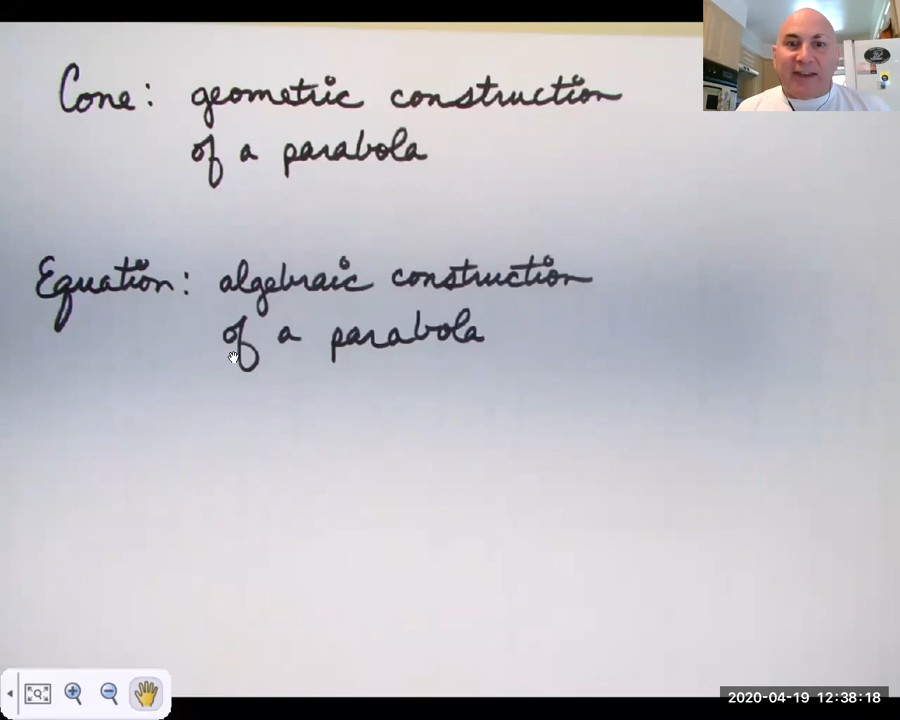 Cone: geometric construction
of a parabola
Equation: algebraic construction
of a parabola
2020-04-19 12:38:18